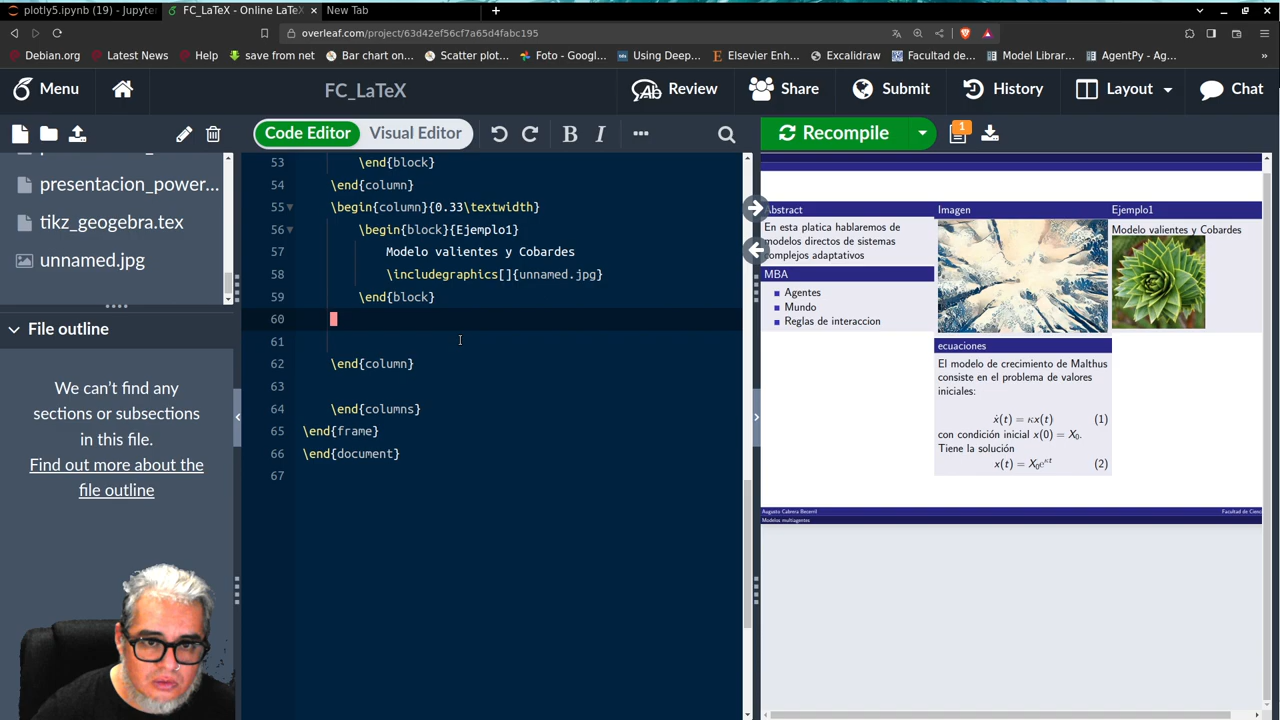 plotly5.ipynb (19) - Jupyter
FC_LaTeX - Online LaTeX
New Tab
overleaf.com/project/63d42ef56cf7a65d4fabc195
Debian.org
Latest News
Help
save from net
Bar chart on...
Scatter plot...
Foto - Googl...
Using Deep...
Elsevier Enh...
Excalidraw
Facultad de...
Model Librar...
AgentPy - Ag...
»
Menu
FC_LaTeX
Review
Share
Submit
History
Layout
Chat
Code Editor
Visual Editor
B
I
Recompile
1
presentacion_power...
tikz_geogebra.tex
unnamed.jpg
File outline
We can't find any
sections or subsections
in this file.
Find out more about the
file outline
53 \end{block}
54 \end{column}
55 \begin{column}{0.33\textwidth}
56 \begin{block}{Ejemplo1}
57 Modelo valientes y Cobardes
58 \includegraphics[]{unnamed.jpg}
59 \end{block}
60
61
62 \end{column}
63
64 \end{columns}
65 \end{frame}
66 \end{document}
67
Abstract
En esta platica hablaremos de
modelos directos de sistemas
complejos adaptativos
MBA
Agentes
Mundo
Reglas de interaccion
Imagen
ecuaciones
El modelo de crecimiento de Malthus
consiste en el problema de valores
iniciales:
ẋ(t) = κx(t) (1)
con condición inicial x(0) = X₀.
Tiene la solución
x(t) = X₀e^κt (2)
Ejemplo1
Modelo valientes y Cobardes
Augusto Cabrera Becerril
Facultad de Cienc
Modelos multiagentes